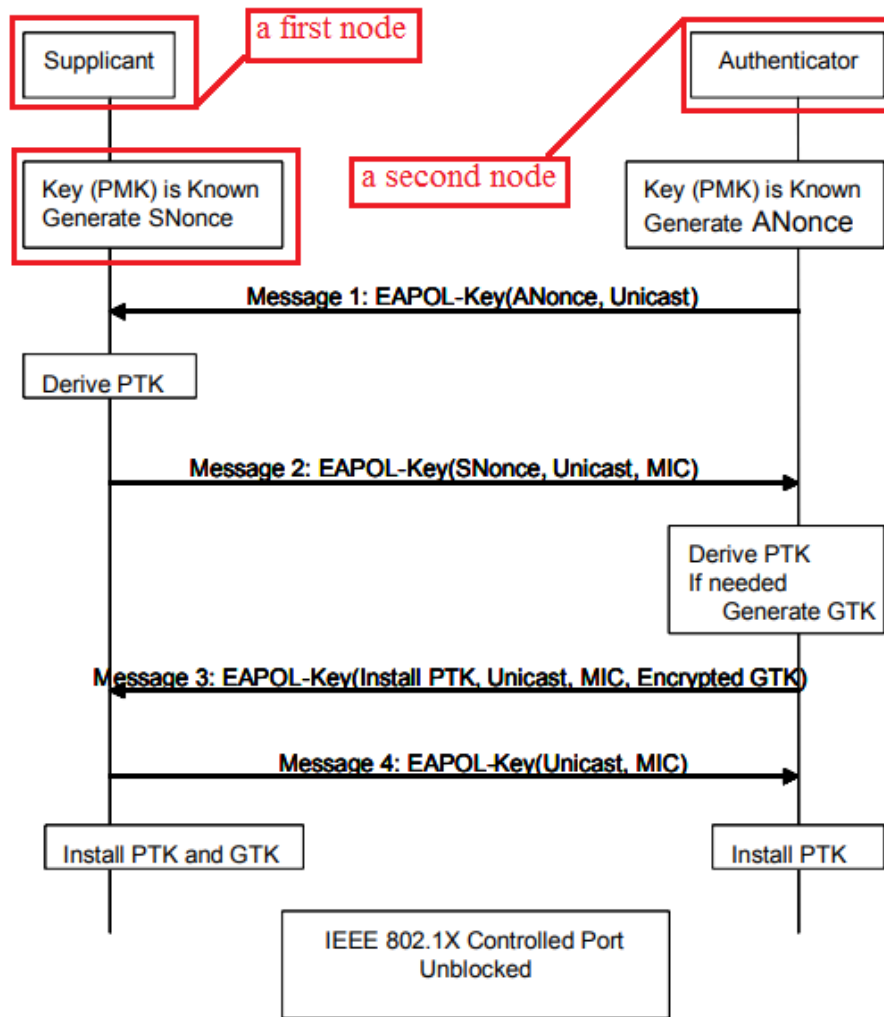 a first node
Supplicant
Authenticator
a second node
Key (PMK) is Known
Generate SNonce
Key (PMK) is Known
Generate ANonce
Message 1: EAPOL-Key(ANonce, Unicast)
Derive PTK
Message 2: EAPOL-Key(SNonce, Unicast, MIC)
Derive PTK
If needed
Generate GTK
Message 3: EAPOL-Key(Install PTK, Unicast, MIC, Encrypted GTK)
Message 4: EAPOL-Key(Unicast, MIC)
Install PTK and GTK
Install PTK
IEEE 802.1X Controlled Port
Unblocked